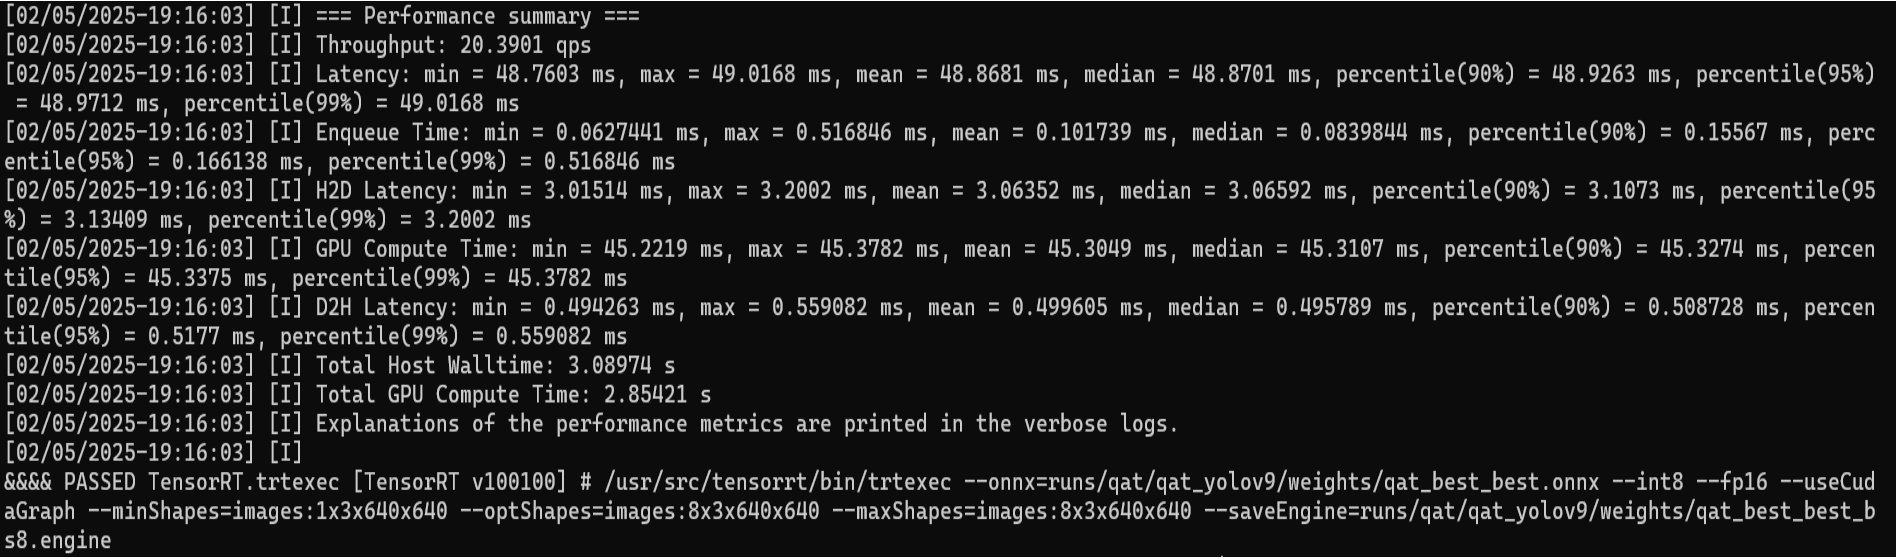 [02/05/2025-19:16:03] [I] === Performance summary ===
[02/05/2025-19:16:03] [I] Throughput: 20.3901 qps
[02/05/2025-19:16:03] [I] Latency: min = 48.7603 ms, max = 49.0168 ms, mean = 48.8681 ms, median = 48.8701 ms, percentile(90%) = 48.9263 ms, percentile(95%)
 = 48.9712 ms, percentile(99%) = 49.0168 ms
[02/05/2025-19:16:03] [I] Enqueue Time: min = 0.0627441 ms, max = 0.516846 ms, mean = 0.101739 ms, median = 0.0839844 ms, percentile(90%) = 0.15567 ms, perc
entile(95%) = 0.166138 ms, percentile(99%) = 0.516846 ms
[02/05/2025-19:16:03] [I] H2D Latency: min = 3.01514 ms, max = 3.2002 ms, mean = 3.06352 ms, median = 3.06592 ms, percentile(90%) = 3.1073 ms, percentile(95
%) = 3.13409 ms, percentile(99%) = 3.2002 ms
[02/05/2025-19:16:03] [I] GPU Compute Time: min = 45.2219 ms, max = 45.3782 ms, mean = 45.3049 ms, median = 45.3107 ms, percentile(90%) = 45.3274 ms, percen
tile(95%) = 45.3375 ms, percentile(99%) = 45.3782 ms
[02/05/2025-19:16:03] [I] D2H Latency: min = 0.494263 ms, max = 0.559082 ms, mean = 0.499605 ms, median = 0.495789 ms, percentile(90%) = 0.508728 ms, percen
tile(95%) = 0.5177 ms, percentile(99%) = 0.559082 ms
[02/05/2025-19:16:03] [I] Total Host Walltime: 3.08974 s
[02/05/2025-19:16:03] [I] Total GPU Compute Time: 2.85421 s
[02/05/2025-19:16:03] [I] Explanations of the performance metrics are printed in the verbose logs.
[02/05/2025-19:16:03] [I]
&&&& PASSED TensorRT.trtexec [TensorRT v100100] # /usr/src/tensorrt/bin/trtexec --onnx=runs/qat/qat_yolov9/weights/qat_best_best.onnx --int8 --fp16 --useCud
aGraph --minShapes=images:1x3x640x640 --optShapes=images:8x3x640x640 --maxShapes=images:8x3x640x640 --saveEngine=runs/qat/qat_yolov9/weights/qat_best_best_b
s8.engine